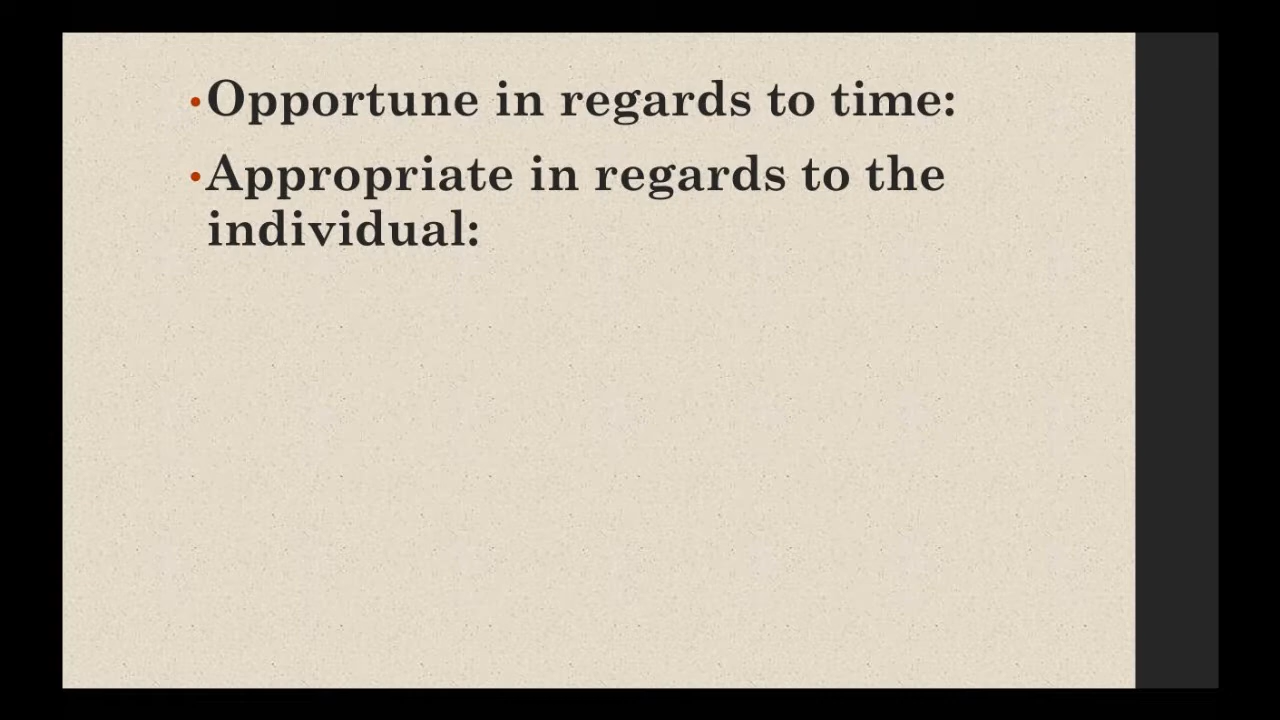 •Opportune in regards to time:
•Appropriate in regards to the
individual: